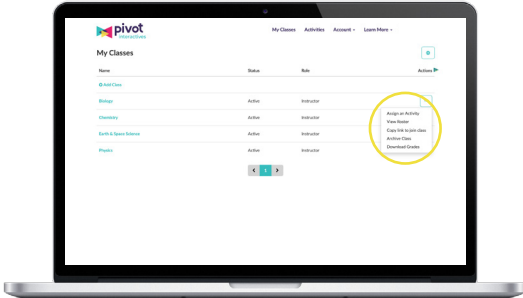 pivot
interactives
My Classes Activities Account Learn More
My Classes
Name Status Role Actions
Add Class
Biology Active Instructor
Assign an Activity
View Roster
Chemistry Active Instructor
Copy link to join class
Archive Class
Earth & Space Science Active Instructor
Download Grades
Physics Active Instructor
1